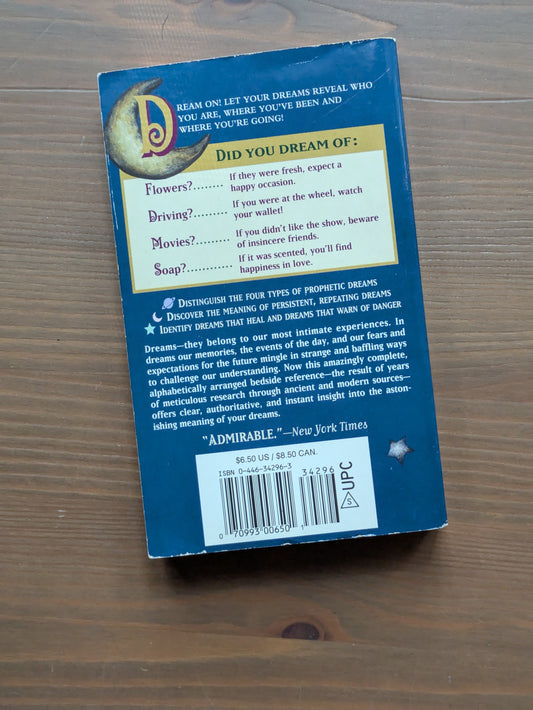 DREAM ON! LET YOUR DREAMS REVEAL WHO
YOU ARE, WHERE YOU'VE BEEN AND
WHERE YOU'RE GOING!
DID YOU DREAM OF:
Flowers?........ If they were fresh, expect a
happy occasion.
Driving?........ If you were at the wheel, watch
your wallet!
Movies?......... If you didn't like the show, beware
of insincere friends.
Soap?............ If it was scented, you'll find
happiness in love.
DISTINGUISH THE FOUR TYPES OF PROPHETIC DREAMS
DISCOVER THE MEANING OF PERSISTENT, REPEATING DREAMS
IDENTIFY DREAMS THAT HEAL AND DREAMS THAT WARN OF DANGER
Dreams—they belong to our most intimate experiences. In
dreams our memories, the events of the day, and our fears and
expectations for the future mingle in strange and baffling ways
to challenge our understanding. Now this amazingly complete,
alphabetically arranged bedside reference—the result of years
of meticulous research through ancient and modern sources—
offers clear, authoritative, and instant insight into the aston-
ishing meaning of your dreams.
"ADMIRABLE."—New York Times
$6.50 US / $8.50 CAN.
ISBN 0-446-34296-3
34296
0 70993 00650 1
S UPC